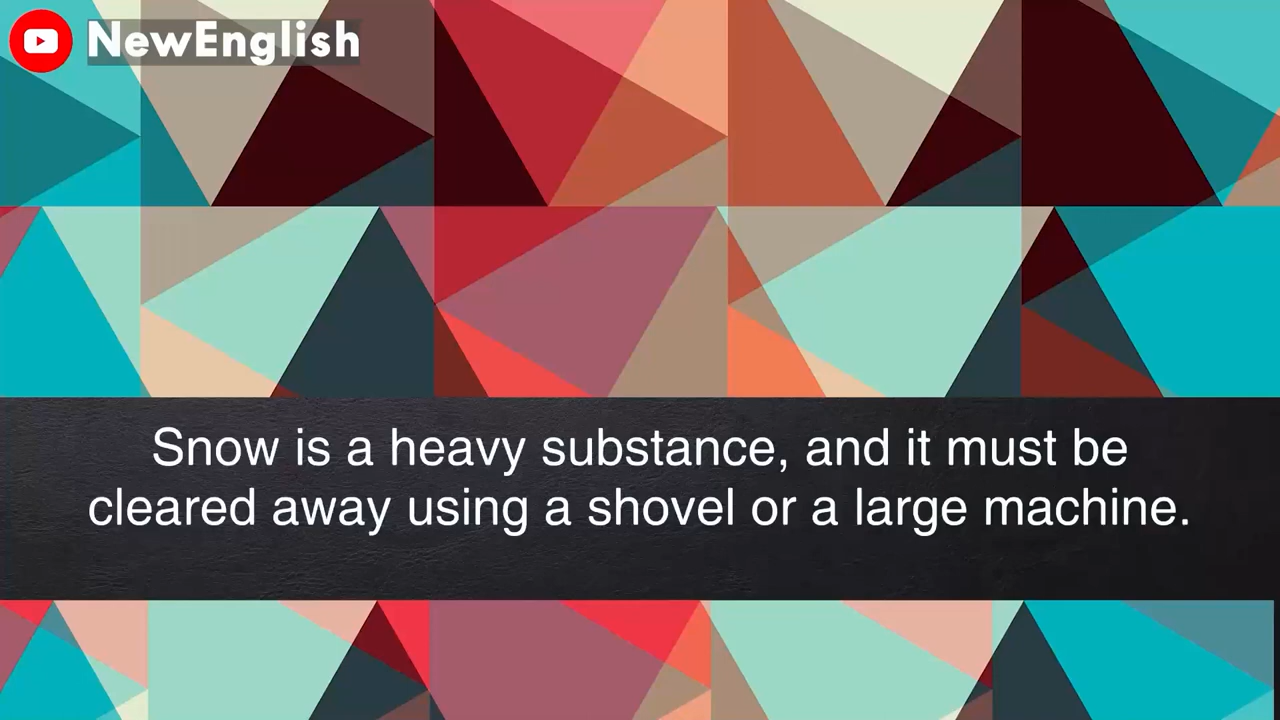 NewEnglish
Snow is a heavy substance, and it must be
cleared away using a shovel or a large machine.